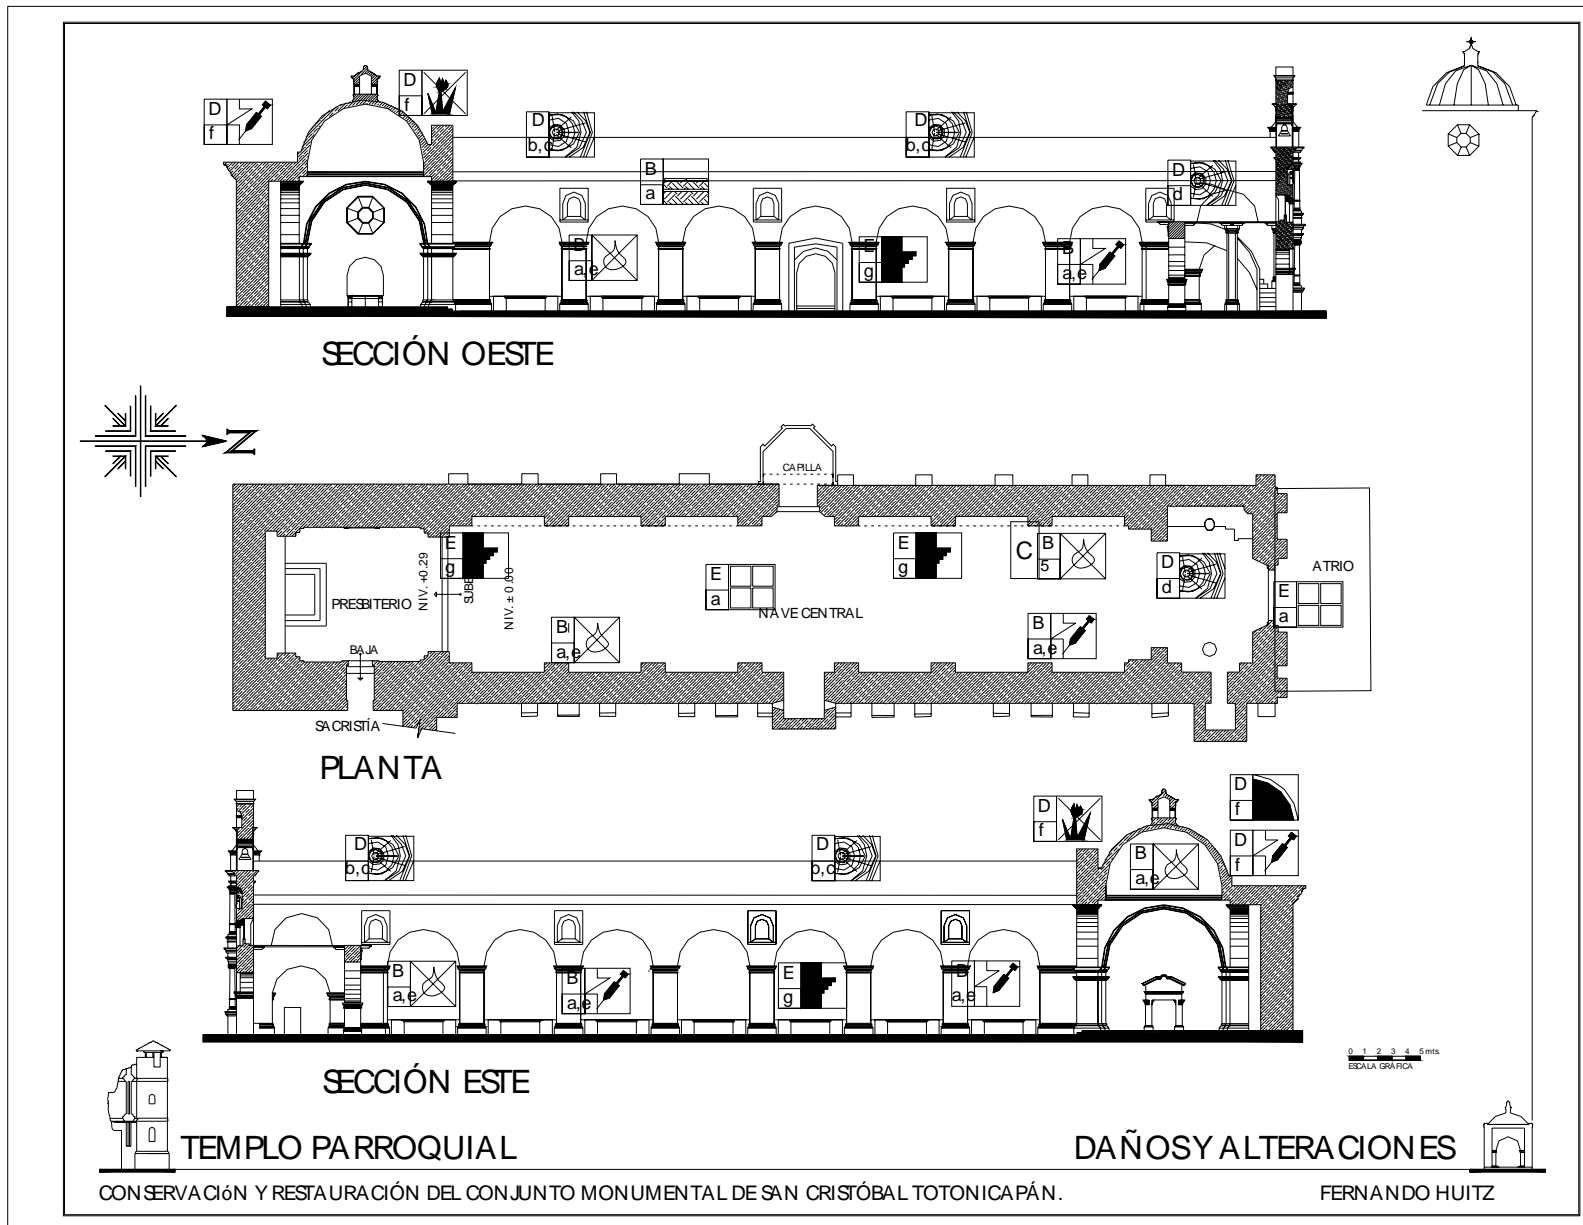 D
f
D
f
D
b,c
D
b,c
B
a
D
d
D
a,e
E
g
B
a,e
SECCIÓN OESTE
N
CAPILLA
E
g
E
g
C
B
5
D
d
E
a
E
a
ATRIO
NIV. +0.29
SUBE
NIV. ± 0.00
PRESBITERIO
NAVE CENTRAL
B
a,e
B
a,e
BAJA
SACRISTÍA
PLANTA
D
f
D
f
D
b,c
D
b,c
D
f
B
a,e
B
a,e
B
a,e
E
g
B
a,e
SECCIÓN ESTE
0 1 2 3 4 5 mts.
ESCALA GRÁFICA
TEMPLO PARROQUIAL
DAÑOS Y ALTERACIONES
CONSERVACIóN Y RESTAURACIÓN DEL CONJUNTO MONUMENTAL DE SAN CRISTÓBAL TOTONICAPÁN.
FERNANDO HUITZ